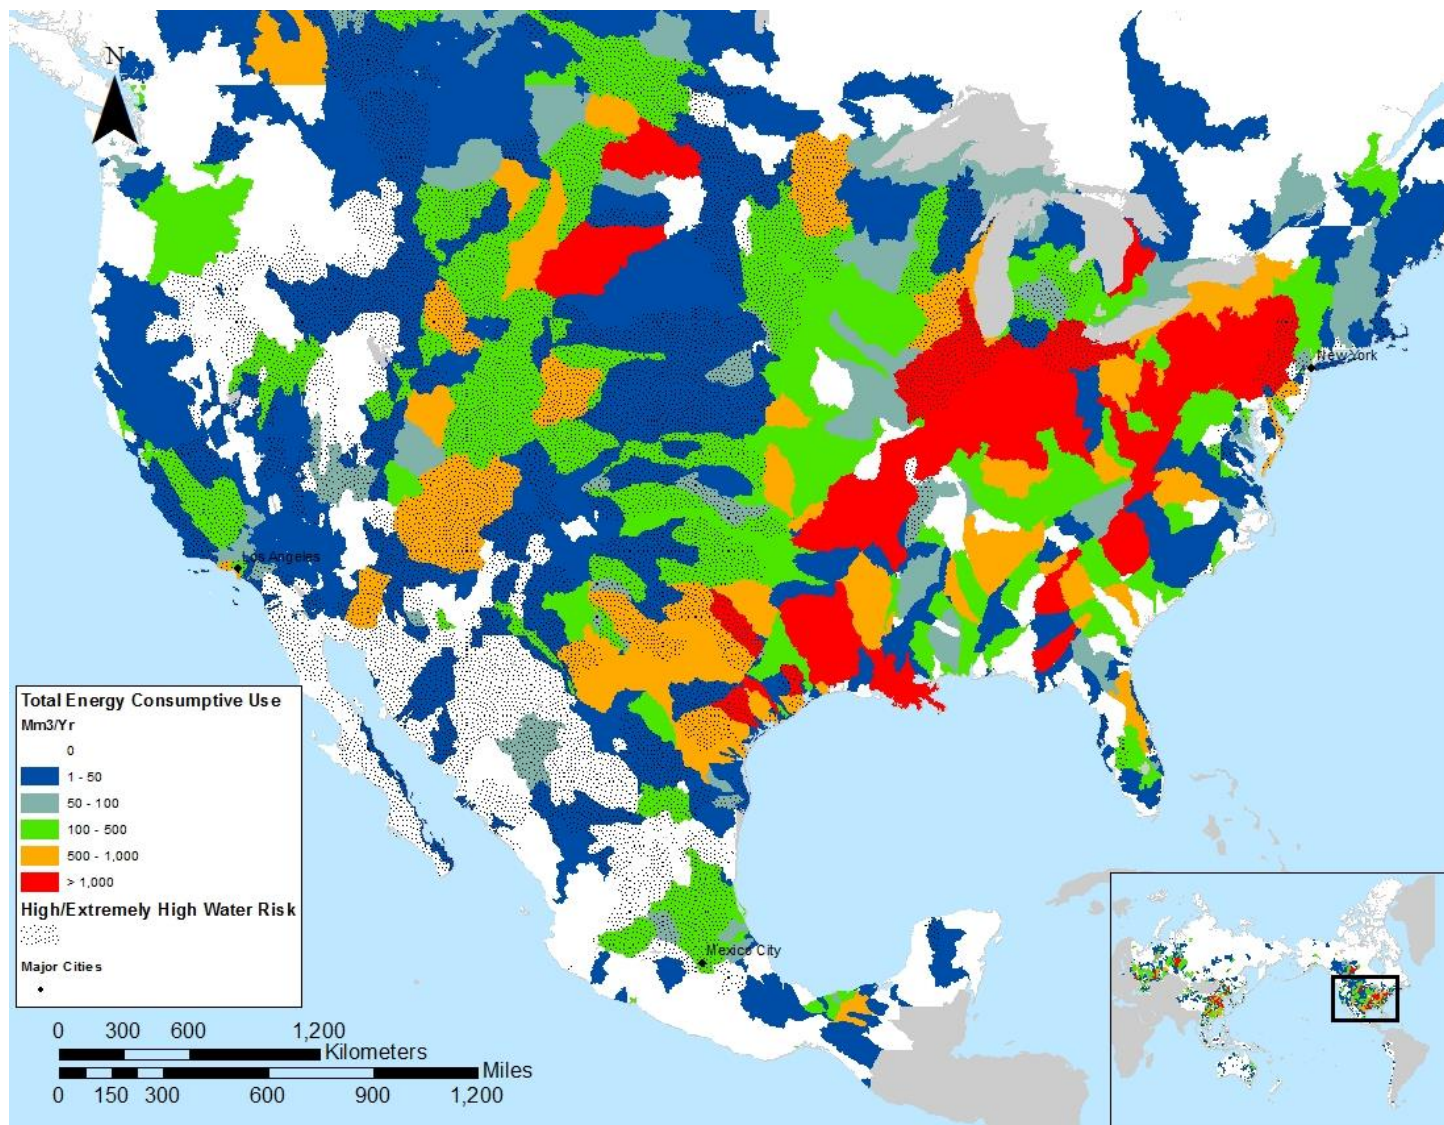 N
New York
Los Angeles
Total Energy Consumptive Use
Mm3/Yr
0
1 - 50
50 - 100
100 - 500
500 - 1,000
> 1,000
High/Extremely High Water Risk
Major Cities
Mexico City
0 300 600 1,200
Kilometers
Miles
0 150 300 600 900 1,200